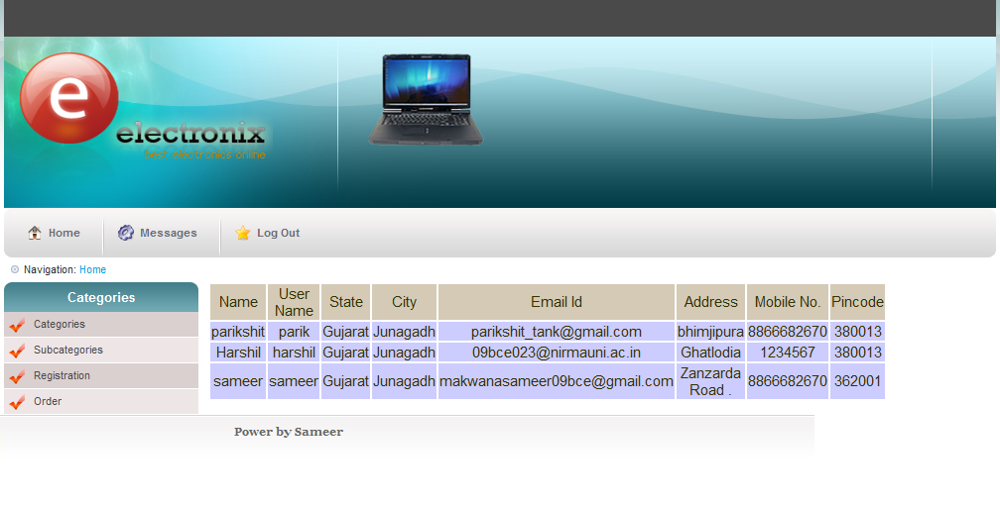 e
electronix
best electronics online
Home Messages Log Out
Navigation: Home
Categories
Categories
Subcategories
Registration
Order
Name User Name State City Email Id Address Mobile No. Pincode
parikshit parik Gujarat Junagadh parikshit_tank@gmail.com bhimjipura 8866682670 380013
Harshil harshil Gujarat Junagadh 09bce023@nirmauni.ac.in Ghatlodia 1234567 380013
sameer sameer Gujarat Junagadh makwanasameer09bce@gmail.com Zanzarda Road . 8866682670 362001
Power by Sameer